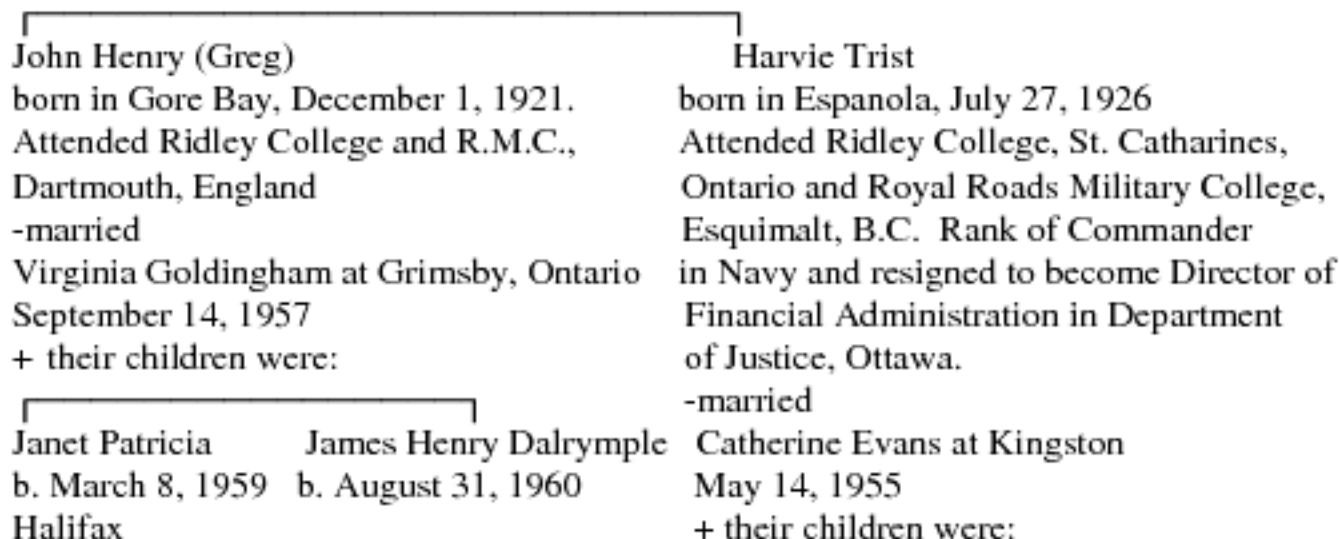 John Henry (Greg)
born in Gore Bay, December 1, 1921.
Attended Ridley College and R.M.C.,
Dartmouth, England
-married
Virginia Goldingham at Grimsby, Ontario
September 14, 1957
+ their children were:
Janet Patricia
b. March 8, 1959
Halifax
James Henry Dalrymple
b. August 31, 1960
Harvie Trist
born in Espanola, July 27, 1926
Attended Ridley College, St. Catharines,
Ontario and Royal Roads Military College,
Esquimalt, B.C.  Rank of Commander
in Navy and resigned to become Director of
Financial Administration in Department
of Justice, Ottawa.
-married
Catherine Evans at Kingston
May 14, 1955
+ their children were: